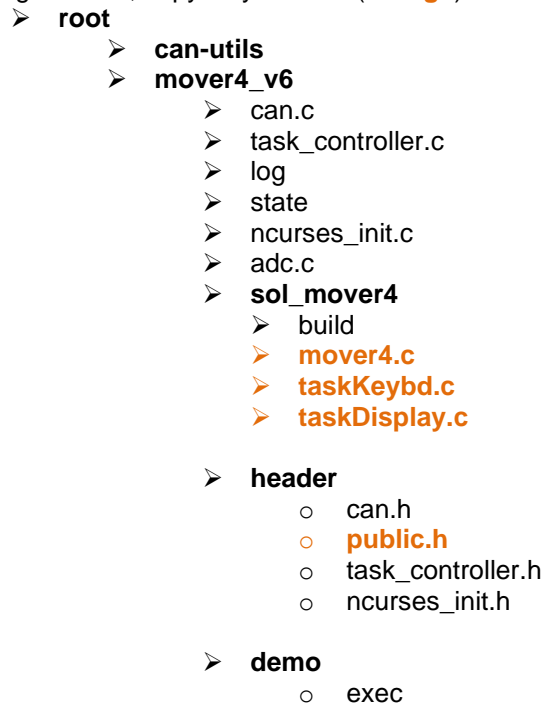 ➢ root
➢ can-utils
➢ mover4_v6
➢ can.c
➢ task_controller.c
➢ log
➢ state
➢ ncurses_init.c
➢ adc.c
➢ sol_mover4
➢ build
➢ mover4.c
➢ taskKeybd.c
➢ taskDisplay.c
➢ header
o can.h
o public.h
o task_controller.h
o ncurses_init.h
➢ demo
o exec